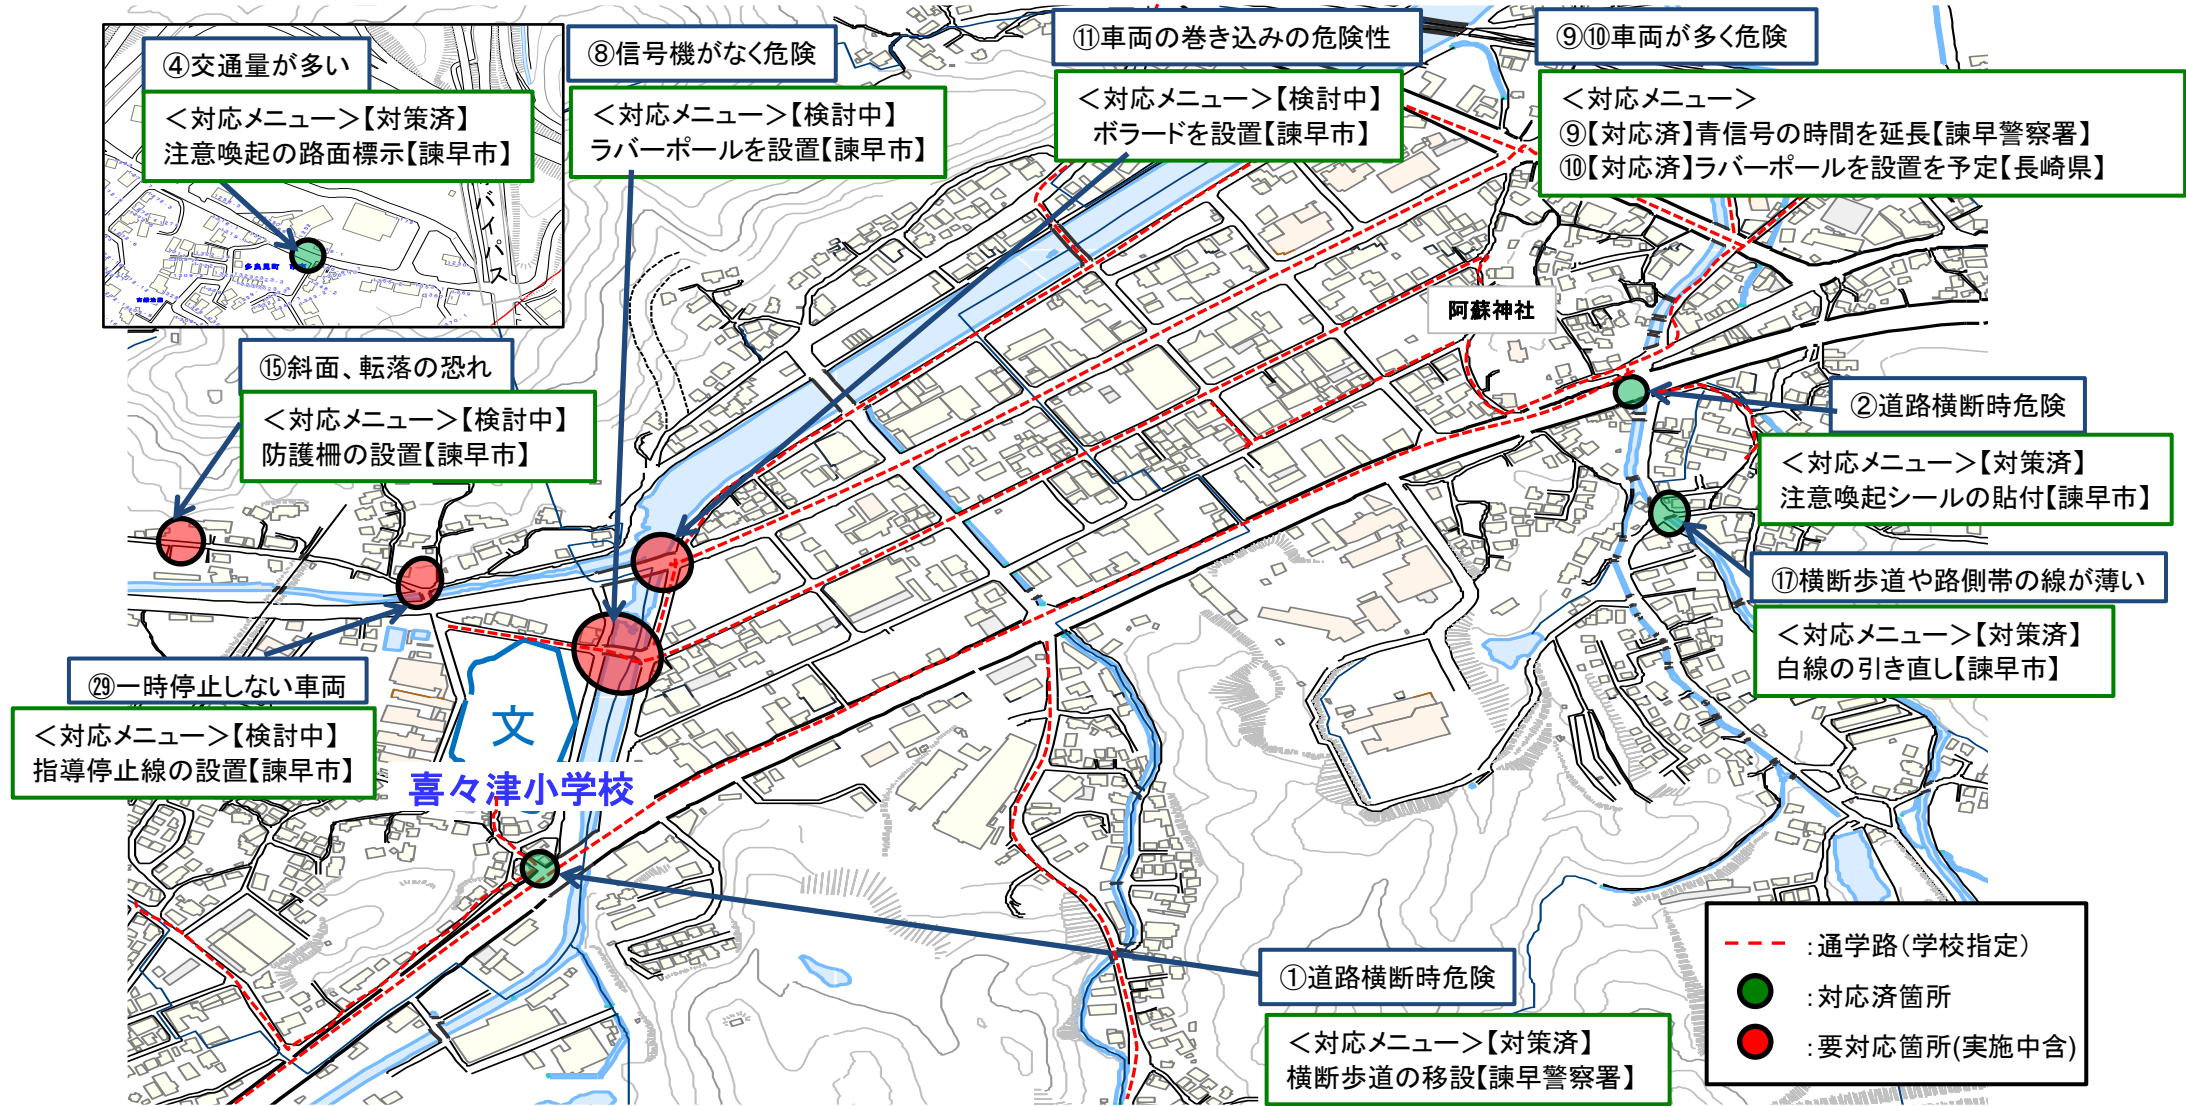 ④交通量が多い
＜対応メニュー＞【対策済】
注意喚起の路面標示【諫早市】
バイパス
⑧信号機がなく危険
＜対応メニュー＞【検討中】
ラバーポールを設置【諫早市】
⑪車両の巻き込みの危険性
＜対応メニュー＞【検討中】
ボラードを設置【諫早市】
⑨⑩車両が多く危険
＜対応メニュー＞
⑨【対応済】青信号の時間を延長【諫早警察署】
⑩【対応済】ラバーポールを設置を予定【長崎県】
阿蘇神社
⑮斜面、転落の恐れ
＜対応メニュー＞【検討中】
防護柵の設置【諫早市】
②道路横断時危険
＜対応メニュー＞【対策済】
注意喚起シールの貼付【諫早市】
⑰横断歩道や路側帯の線が薄い
＜対応メニュー＞【対策済】
白線の引き直し【諫早市】
㉙一時停止しない車両
＜対応メニュー＞【検討中】
指導停止線の設置【諫早市】
文
喜々津小学校
①道路横断時危険
＜対応メニュー＞【対策済】
横断歩道の移設【諫早警察署】
：通学路（学校指定）
：対応済箇所
：要対応箇所(実施中含)